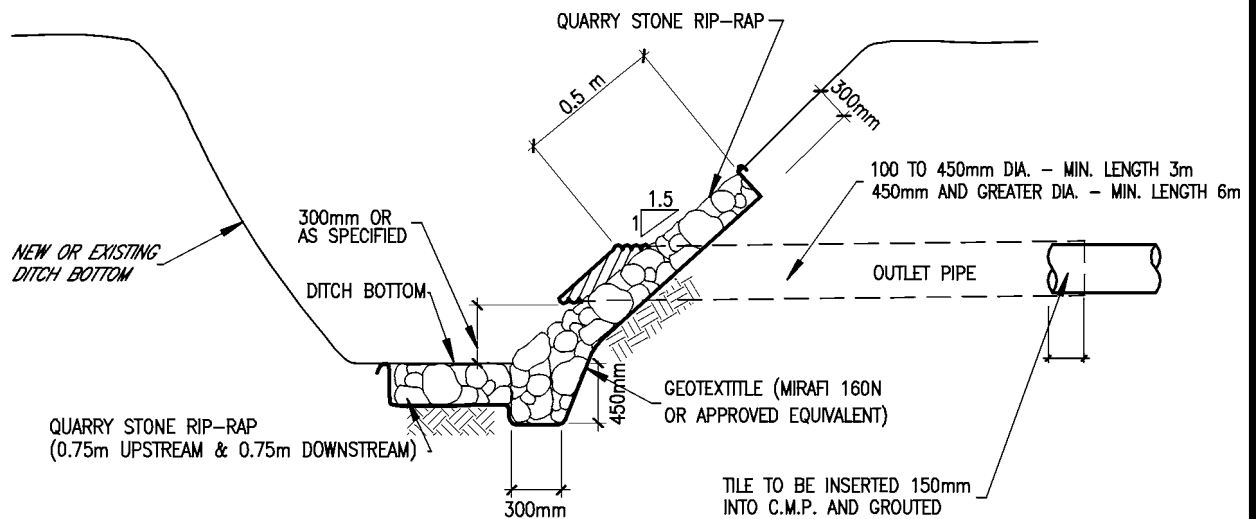 QUARRY STONE RIP-RAP
0.5 m
300mm
100 TO 450mm DIA. - MIN. LENGTH 3m
450mm AND GREATER DIA. - MIN. LENGTH 6m
1.5
1
300mm OR
AS SPECIFIED
NEW OR EXISTING
DITCH BOTTOM
DITCH BOTTOM
OUTLET PIPE
450mm
GEOTEXTITLE (MIRAFI 160N
OR APPROVED EQUIVALENT)
QUARRY STONE RIP-RAP
(0.75m UPSTREAM & 0.75m DOWNSTREAM)
300mm
TILE TO BE INSERTED 150mm
INTO C.M.P. AND GROUTED